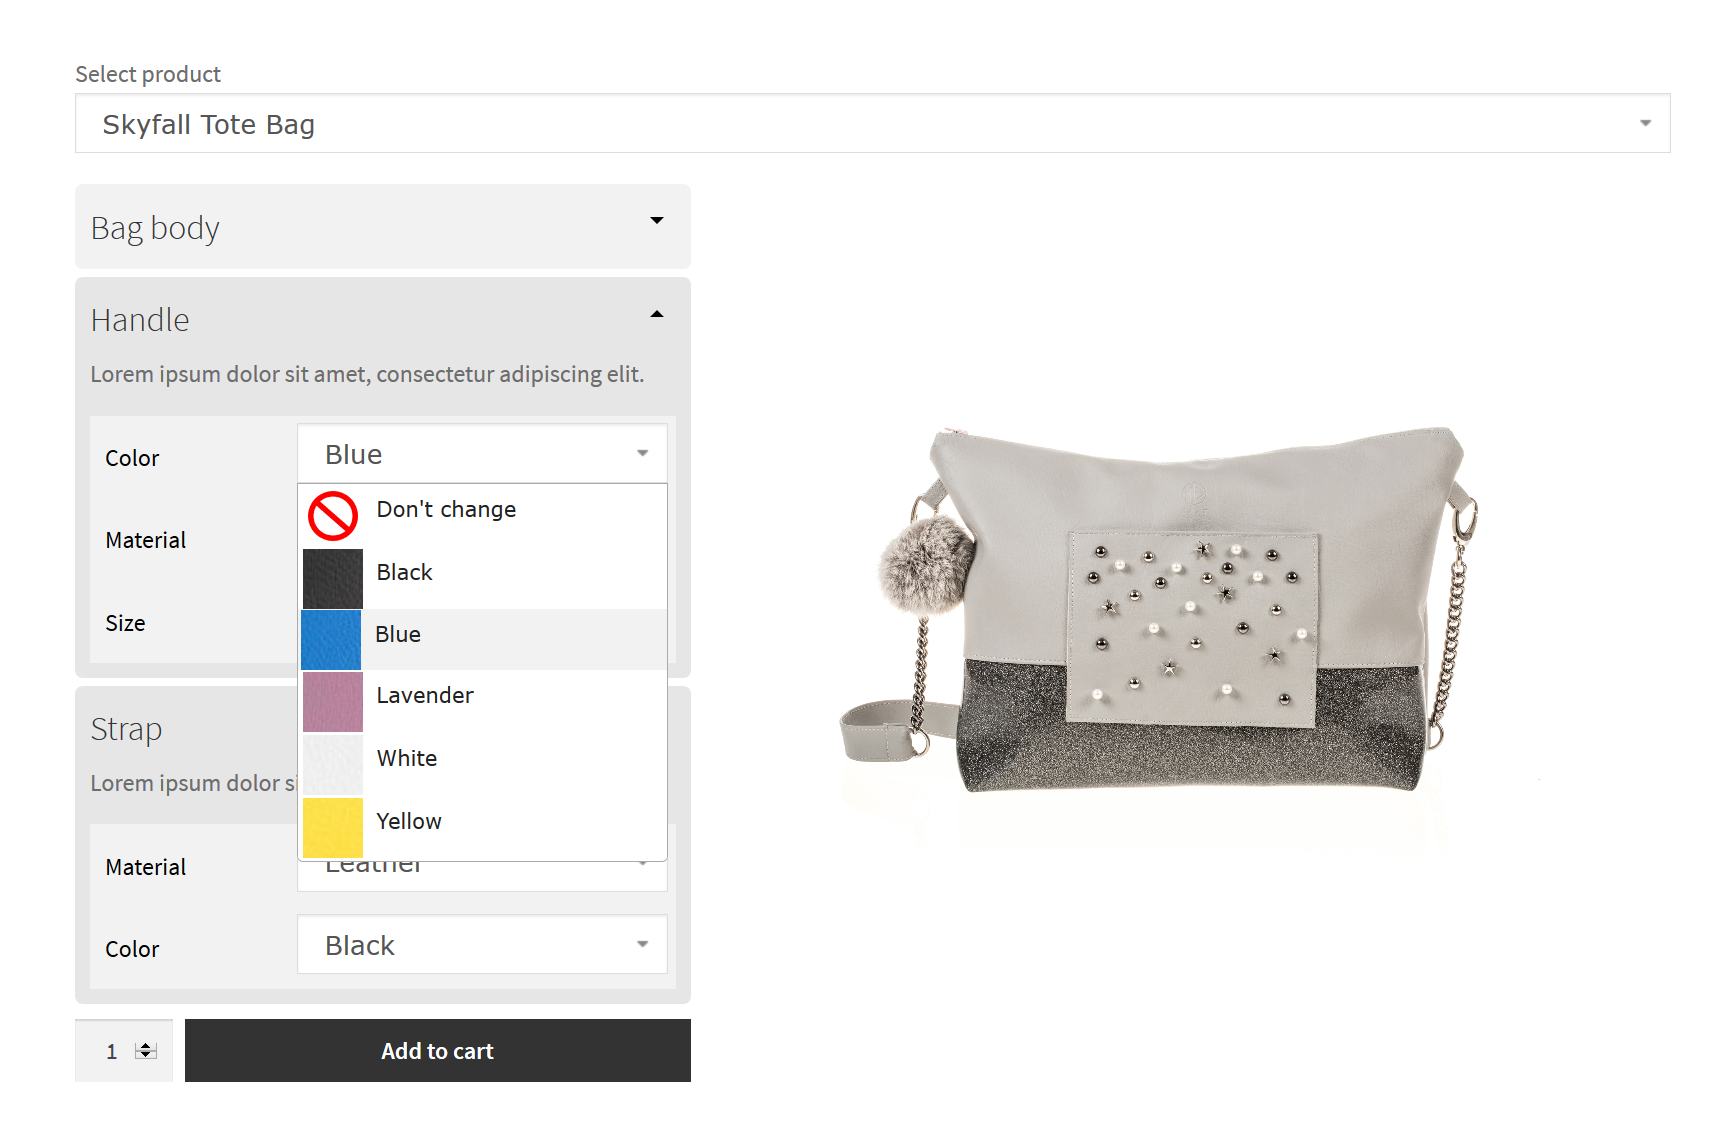 Select product
Skyfall Tote Bag
Bag body
Handle
Lorem ipsum dolor sit amet, consectetur adipiscing elit.
Color
Blue
Don't change
Material
Black
Size
Blue
Lavender
Strap
White
Lorem ipsum dolor si
Yellow
Material
Leather
Color
Black
1
Add to cart